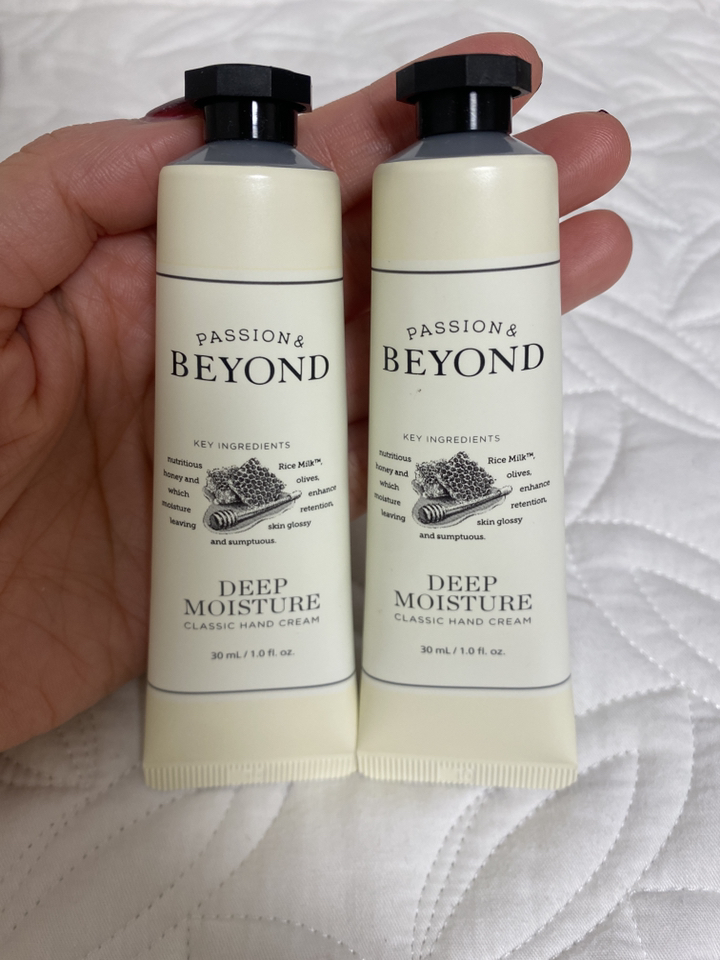 PASSION &
BEYOND
KEY INGREDIENTS
nutritious Rice Milk™,
honey and olives,
which enhance
moisture retention,
leaving skin glossy
and sumptuous.
DEEP
MOISTURE
CLASSIC HAND CREAM
30 mL / 1.0 fl. oz.
PASSION &
BEYOND
KEY INGREDIENTS
nutritious Rice Milk™,
honey and olives,
which enhance
moisture retention,
leaving skin glossy
and sumptuous.
DEEP
MOISTURE
CLASSIC HAND CREAM
30 mL / 1.0 fl. oz.